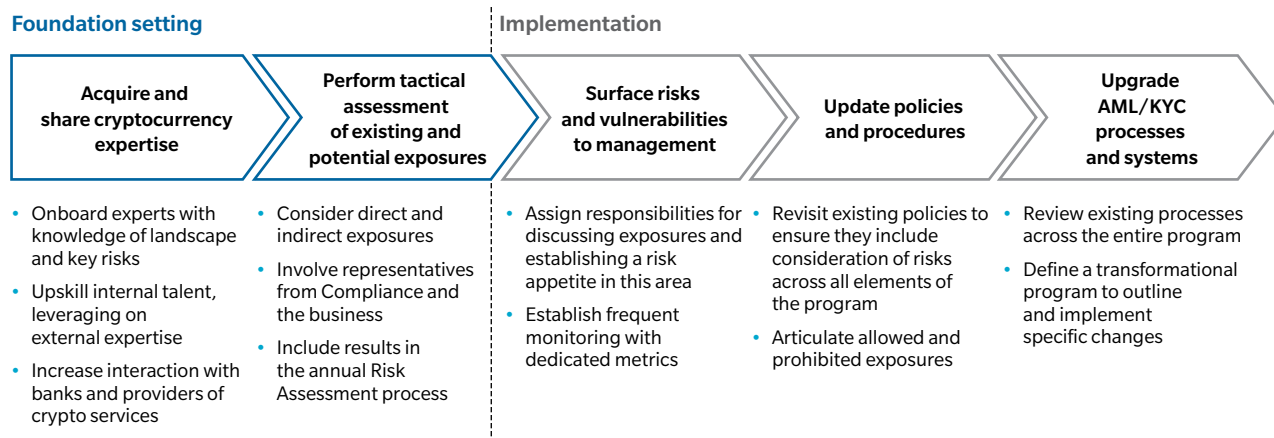 Foundation setting
Implementation
Acquire and
share cryptocurrency
expertise
Perform tactical
assessment
of existing and
potential exposures
Surface risks
and vulnerabilities
to management
Update policies
and procedures
Upgrade
AML/KYC
processes
and systems
• Onboard experts with
knowledge of landscape
and key risks
• Upskill internal talent,
leveraging on
external expertise
• Increase interaction with
banks and providers of
crypto services
• Consider direct and
indirect exposures
• Involve representatives
from Compliance and
the business
• Include results in
the annual Risk
Assessment process
• Assign responsibilities for
discussing exposures and
establishing a risk
appetite in this area
• Establish frequent
monitoring with
dedicated metrics
• Revisit existing policies to
ensure they include
consideration of risks
across all elements of
the program
• Articulate allowed and
prohibited exposures
• Review existing processes
across the entire program
• Define a transformational
program to outline
and implement
specific changes